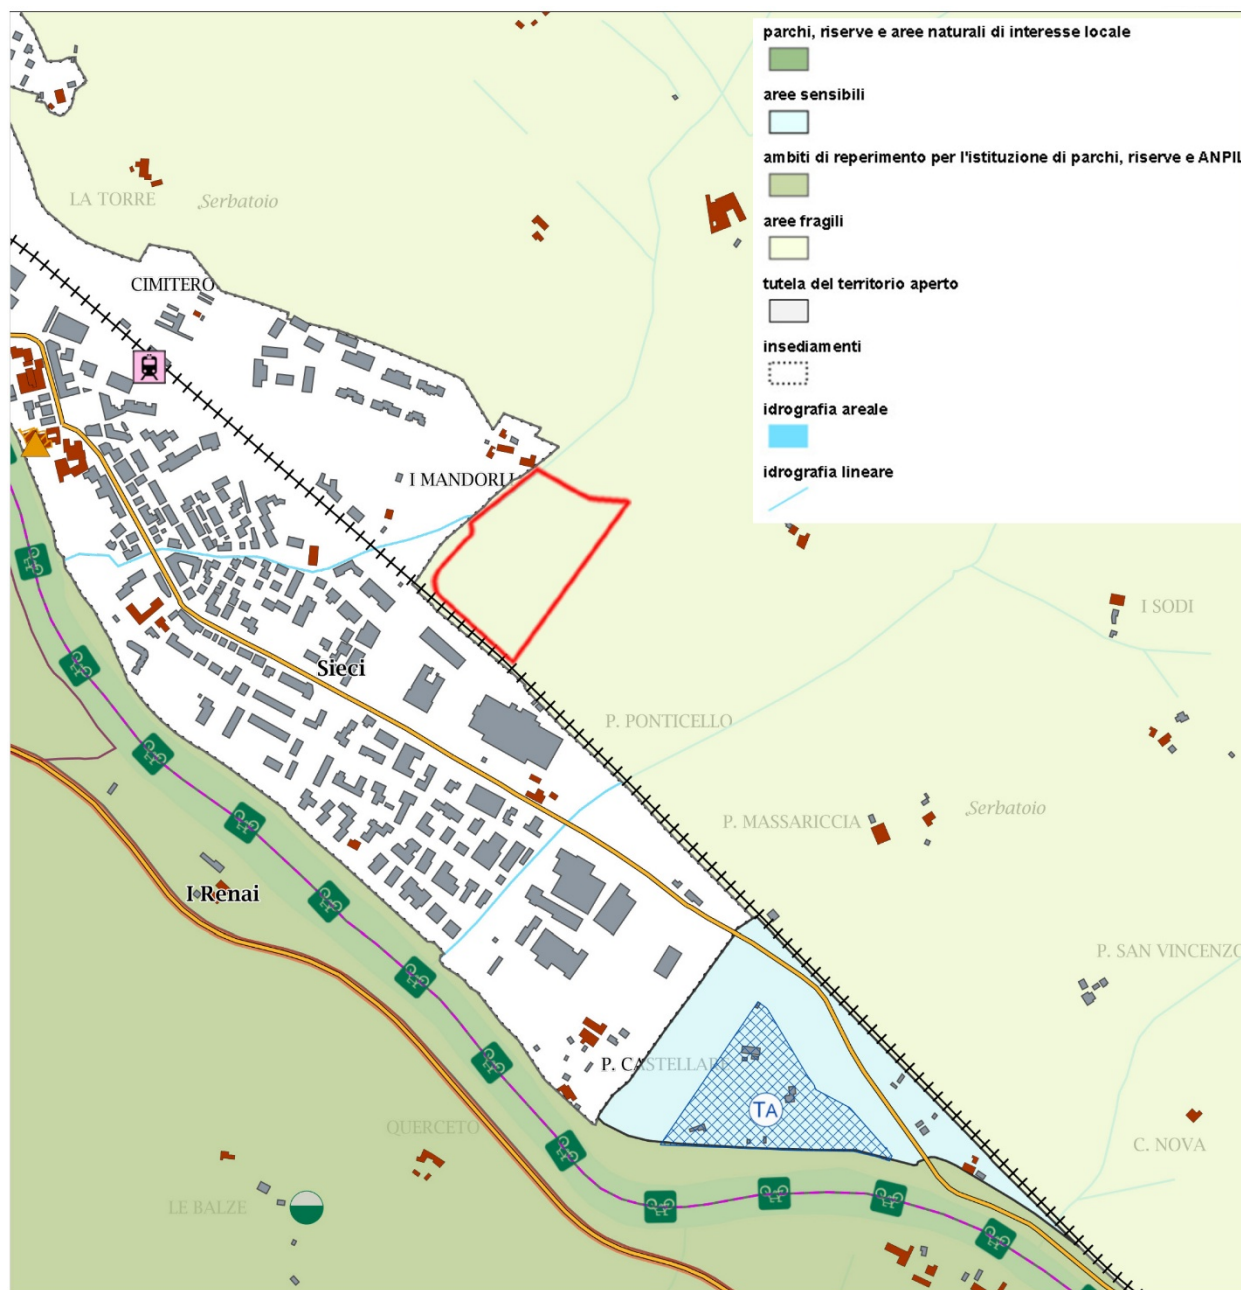 parchi, riserve e aree naturali di interesse locale
aree sensibili
ambiti di reperimento per l'istituzione di parchi, riserve e ANPIL
aree fragili
tutela del territorio aperto
insediamenti
idrografia areale
idrografia lineare
LA TORRE
Serbatoio
CIMITERO
I MANDORLI
I SODI
Sieci
P. PONTICELLO
Serbatoio
P. MASSARICCIA
I Renai
P. SAN VINCENZO
P. CASTELLARE
TA
QUERCETO
C. NOVA
LE BALZE